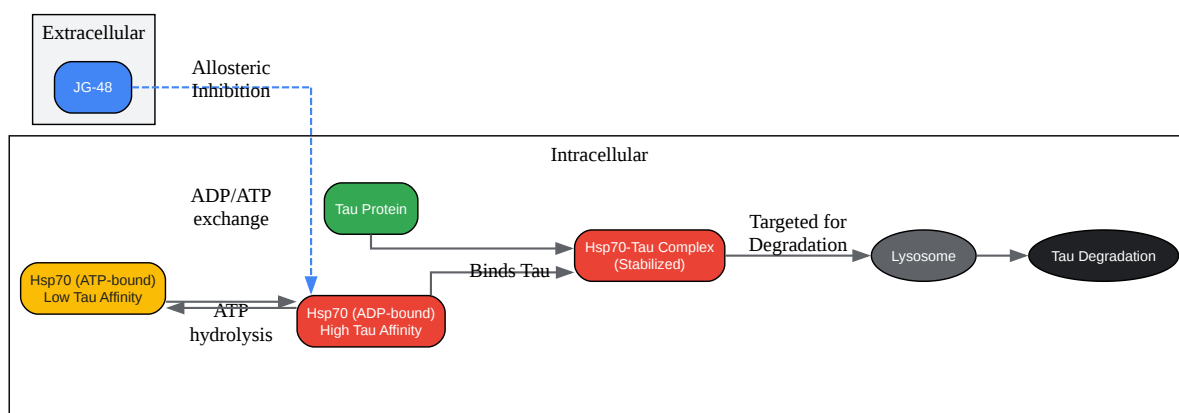 Extracellular
JG-48
Allosteric
Inhibition
Intracellular
ADP/ATP
exchange
Tau Protein
Targeted for
Degradation
Hsp70-Tau Complex
(Stabilized)
Lysosome
Tau Degradation
Binds Tau
Hsp70 (ATP-bound)
Low Tau Affinity
ATP
hydrolysis
Hsp70 (ADP-bound)
High Tau Affinity